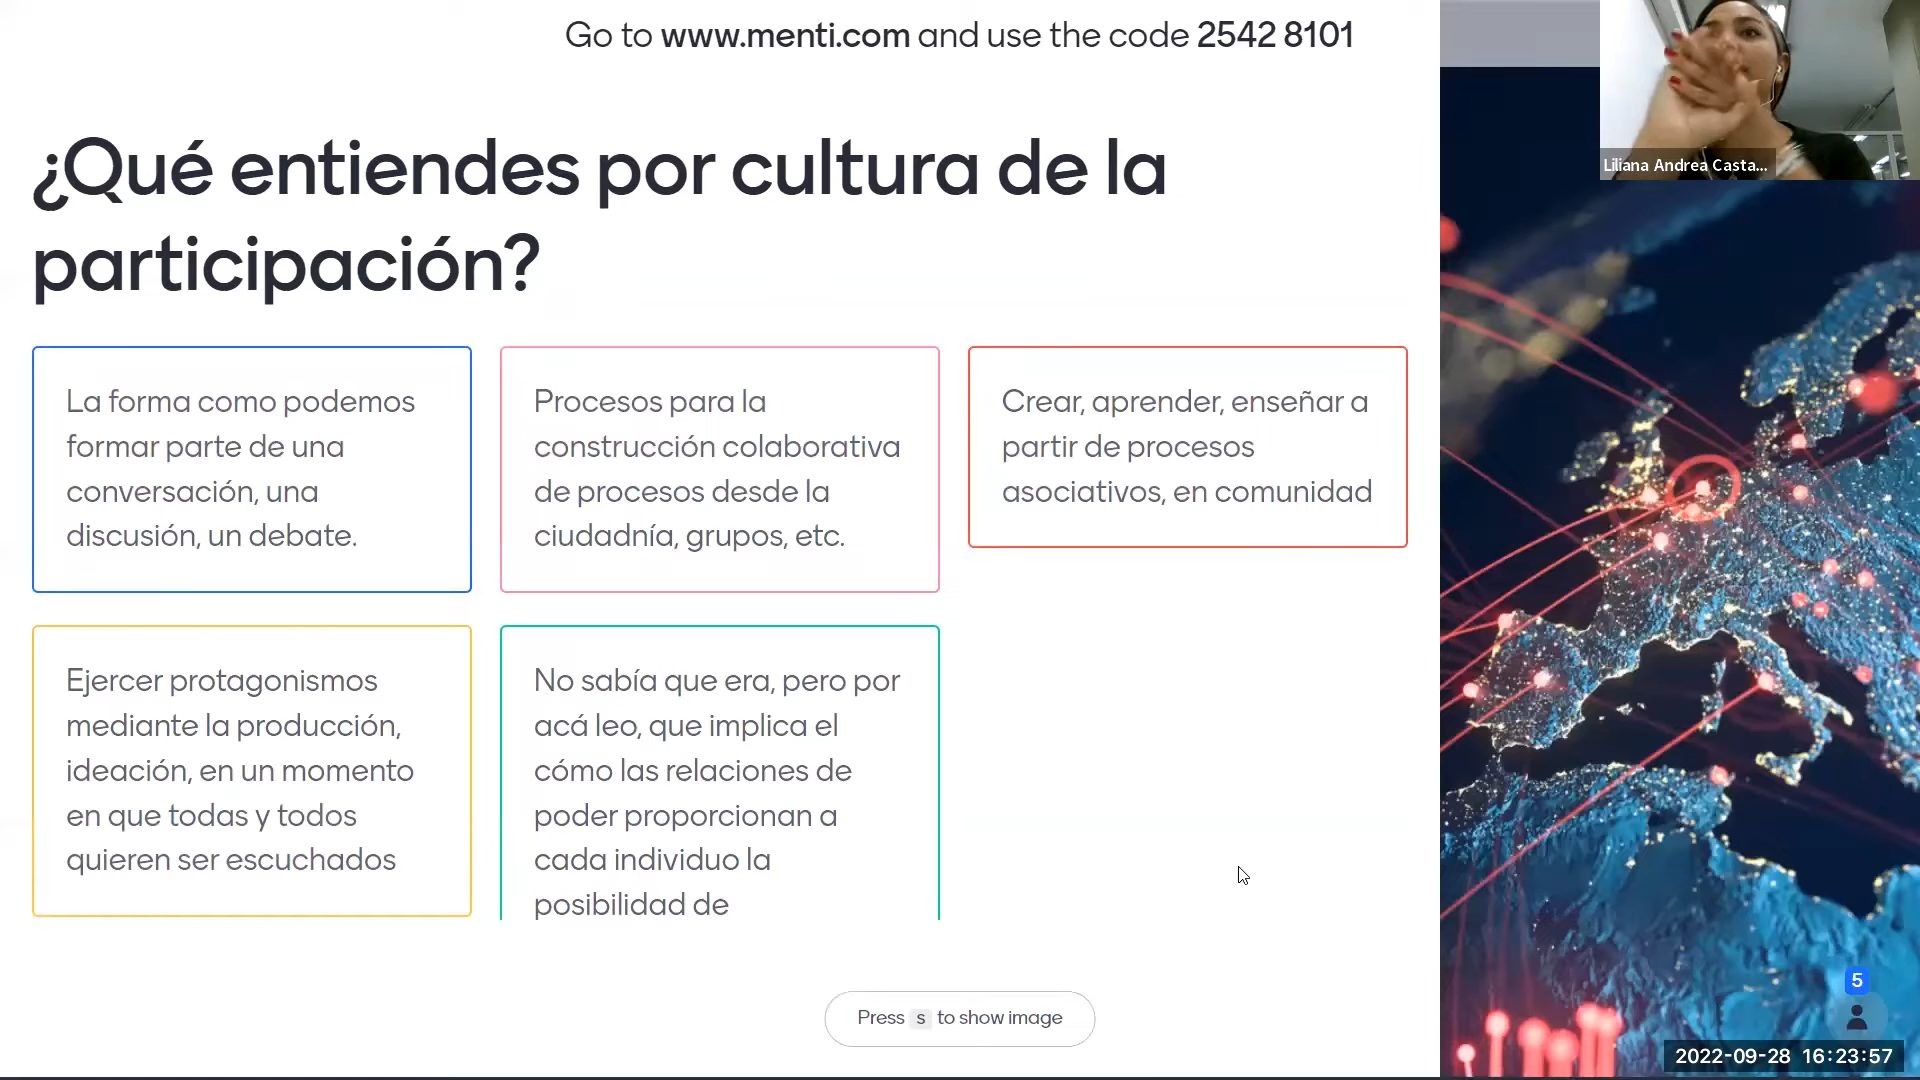 Go to www.menti.com and use the code 2542 8101
¿Qué entiendes por cultura de la
participación?
La forma como podemos
formar parte de una
conversación, una
discusión, un debate.
Procesos para la
construcción colaborativa
de procesos desde la
ciudadnía, grupos, etc.
Crear, aprender, enseñar a
partir de procesos
asociativos, en comunidad
Ejercer protagonismos
mediante la producción,
ideación, en un momento
en que todas y todos
quieren ser escuchados
No sabía que era, pero por
acá leo, que implica el
cómo las relaciones de
poder proporcionan a
cada individuo la
posibilidad de
Press s to show image
Liliana Andrea Casta...
5
2022-09-28 16:23:57